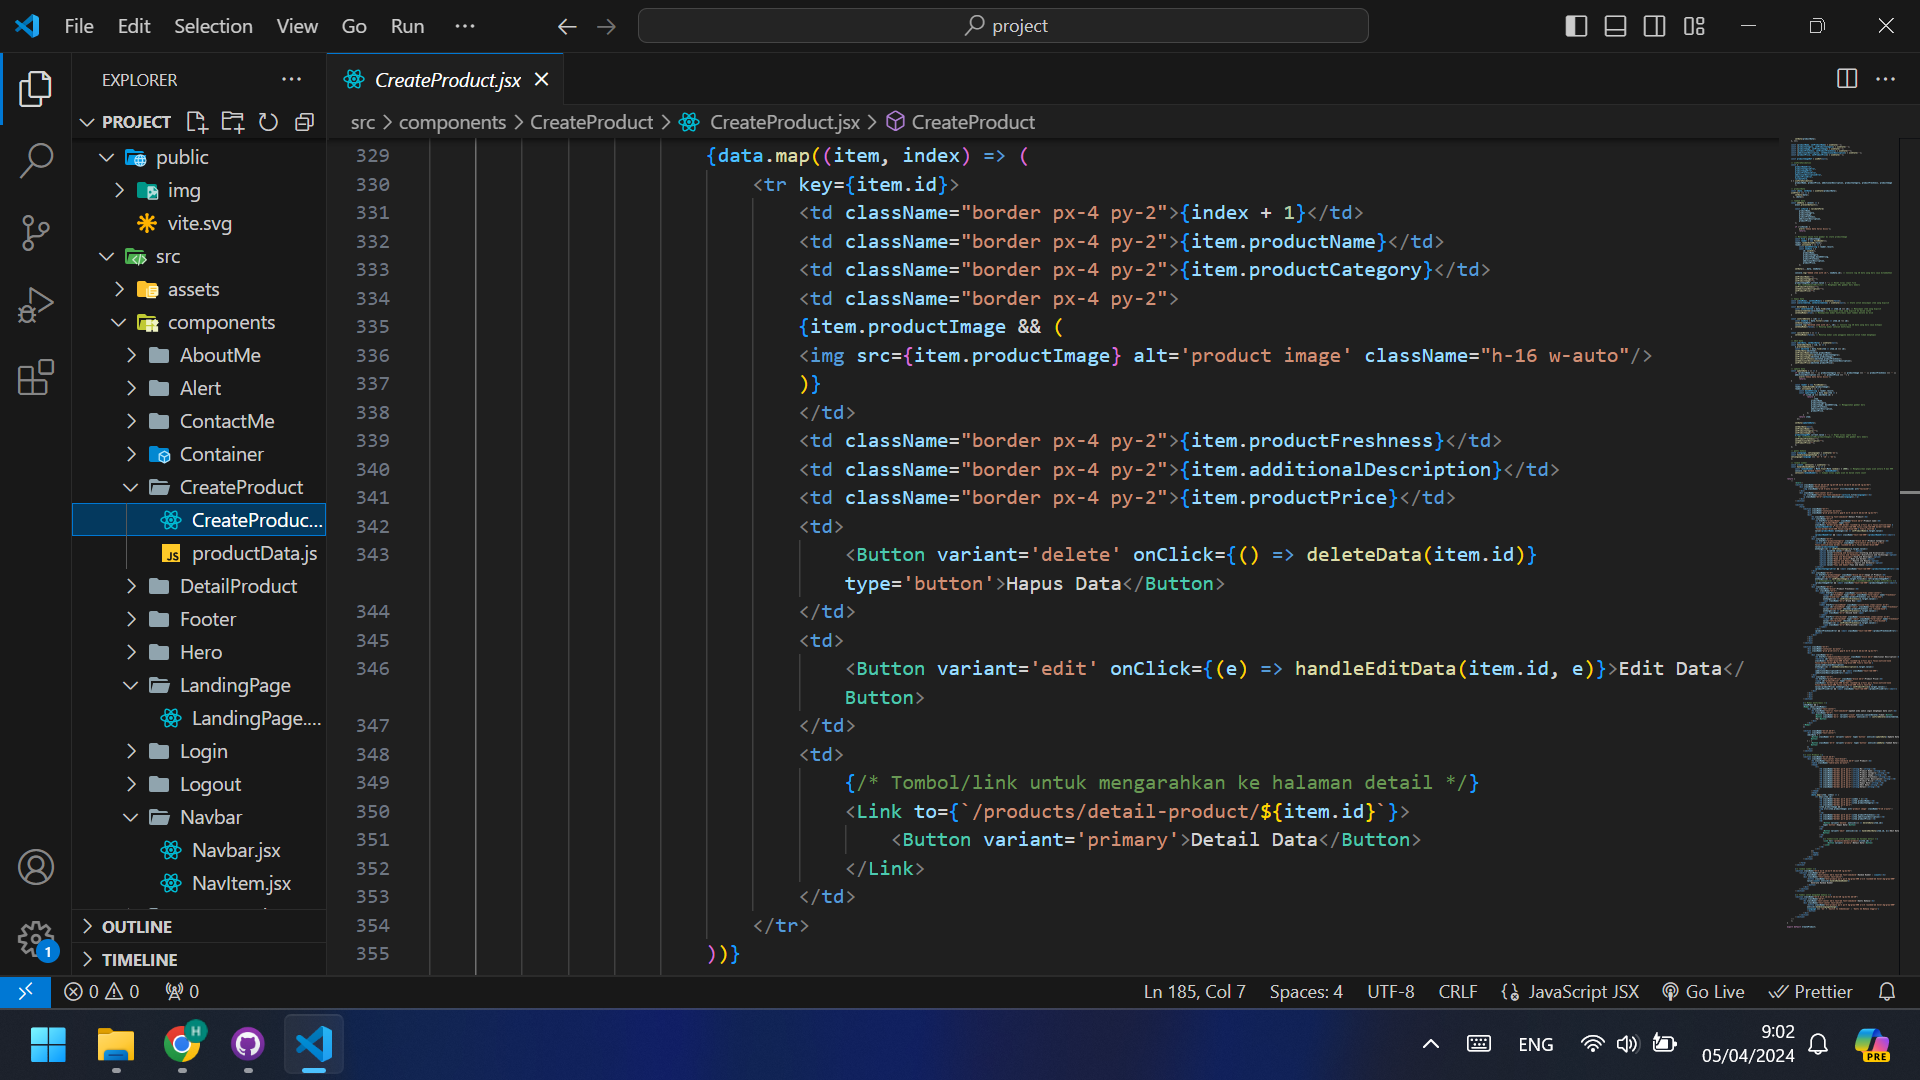 File Edit Selection View Go Run ···
project
EXPLORER ···
PROJECT
public
img
vite.svg
src
assets
components
AboutMe
Alert
ContactMe
Container
CreateProduct
CreateProduc...
productData.js
DetailProduct
Footer
Hero
LandingPage
LandingPage....
Login
Logout
Navbar
Navbar.jsx
NavItem.jsx
OUTLINE
TIMELINE
CreateProduct.jsx
src > components > CreateProduct > CreateProduct.jsx > CreateProduct
329 {data.map((item, index) => (
330 <tr key={item.id}>
331 <td className="border px-4 py-2">{index + 1}</td>
332 <td className="border px-4 py-2">{item.productName}</td>
333 <td className="border px-4 py-2">{item.productCategory}</td>
334 <td className="border px-4 py-2">
335 {item.productImage && (
336 <img src={item.productImage} alt='product image' className="h-16 w-auto"/>
337 )}
338 </td>
339 <td className="border px-4 py-2">{item.productFreshness}</td>
340 <td className="border px-4 py-2">{item.additionalDescription}</td>
341 <td className="border px-4 py-2">{item.productPrice}</td>
342 <td>
343 <Button variant='delete' onClick={() => deleteData(item.id)}
type='button'>Hapus Data</Button>
344 </td>
345 <td>
346 <Button variant='edit' onClick={(e) => handleEditData(item.id, e)}>Edit Data</
Button>
347 </td>
348 <td>
349 {/* Tombol/link untuk mengarahkan ke halaman detail */}
350 <Link to={`/products/detail-product/${item.id}`}>
351 <Button variant='primary'>Detail Data</Button>
352 </Link>
353 </td>
354 </tr>
355 ))}
1
0 0 0
Ln 185, Col 7 Spaces: 4 UTF-8 CRLF JavaScript JSX Go Live Prettier
H
ENG
9:02
05/04/2024
PRE